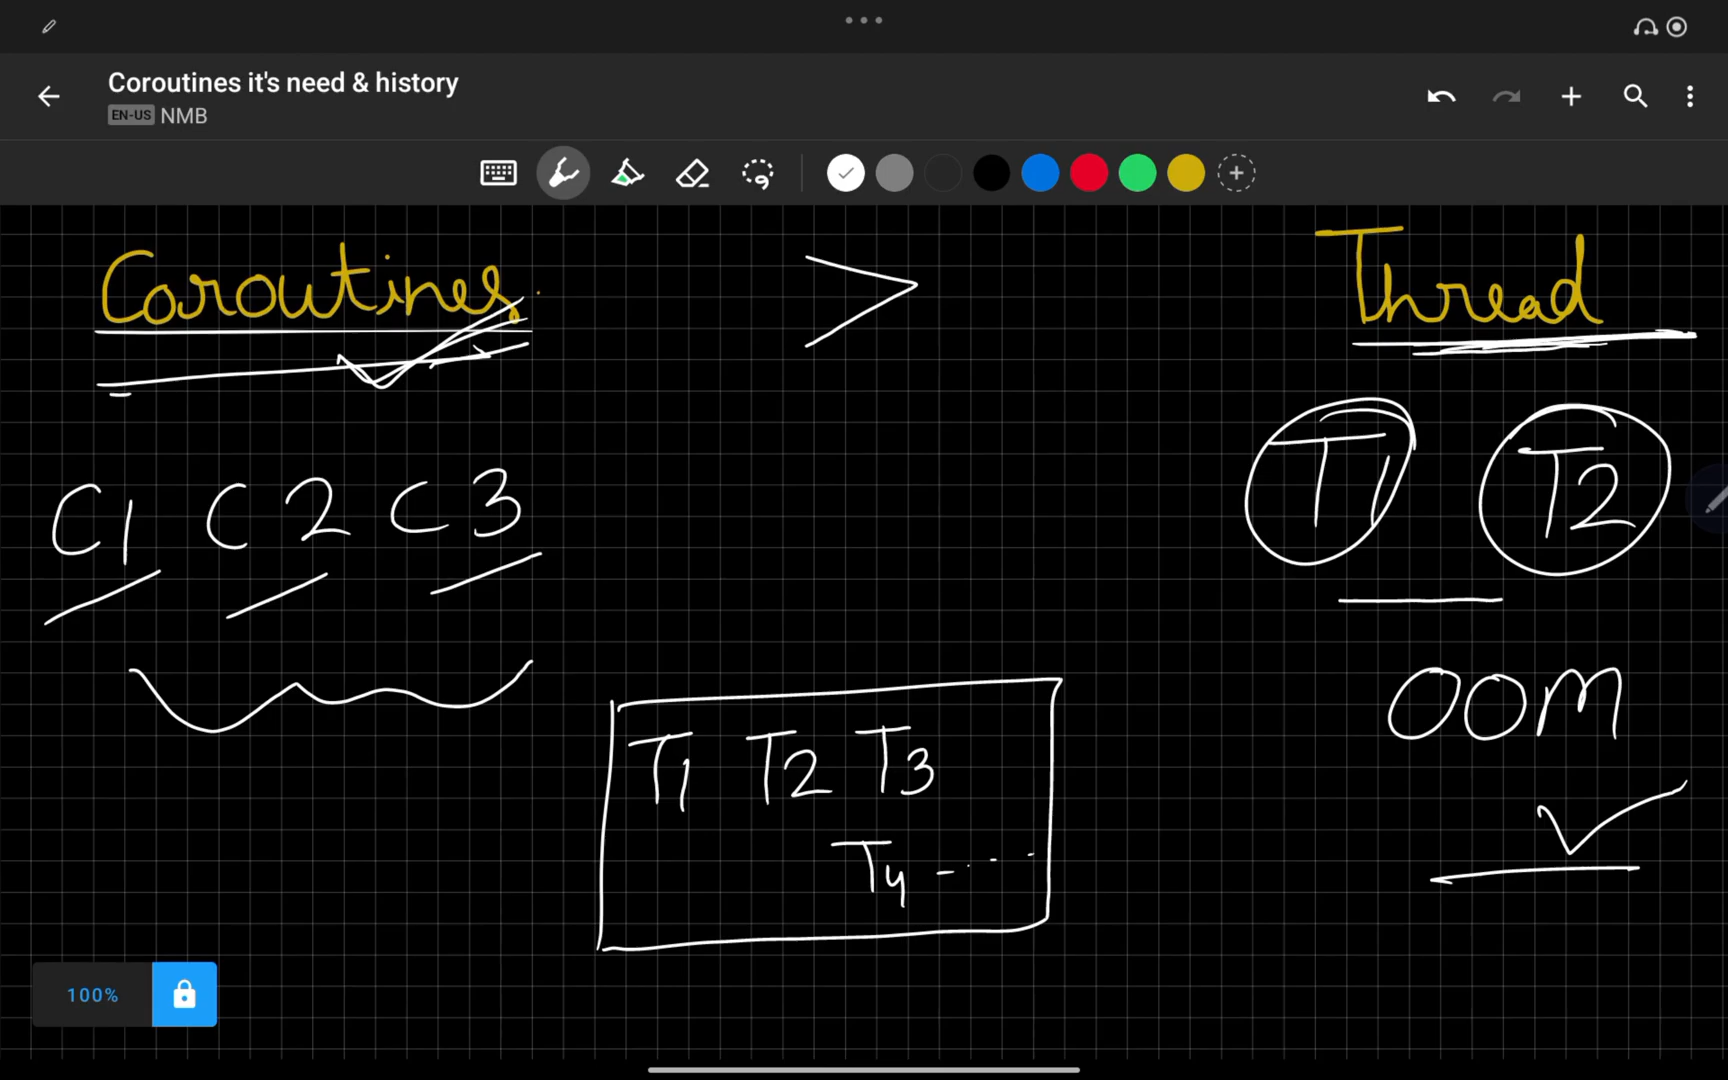 Coroutines it's need & history
EN-US NMB
Coroutines > Thread
C1 C2 C3
T1 T2
OOM
T1 T2 T3
T4 - ...
100%